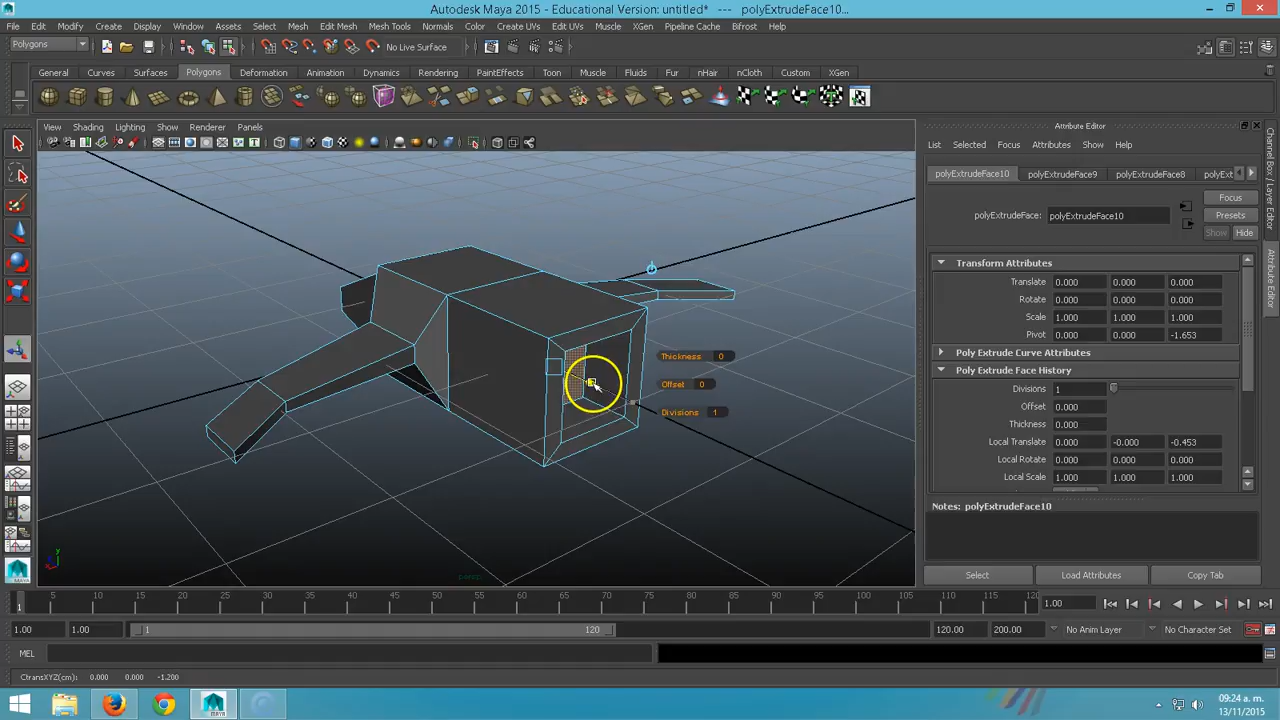 Autodesk Maya 2015 - Educational Version: untitled* --- polyExtrudeFace10...
File Edit Modify Create Display Window Assets Select Mesh Edit Mesh Mesh Tools Normals Color Create UVs Edit UVs Muscle XGen Pipeline Cache Bifrost Help
Polygons No Live Surface
General Curves Surfaces Polygons Deformation Animation Dynamics Rendering PaintEffects Toon Muscle Fluids Fur nHair nCloth Custom XGen
View Shading Lighting Show Renderer Panels
Attribute Editor
List Selected Focus Attributes Show Help
polyExtrudeFace10 polyExtrudeFace9 polyExtrudeFace8 polyExt
Focus
polyExtrudeFace: polyExtrudeFace10 Presets
Show Hide
Transform Attributes
Translate 0.000 0.000 0.000
Rotate 0.000 0.000 0.000
Scale 1.000 1.000 1.000
Pivot 0.000 0.000 -1.653
Poly Extrude Curve Attributes
Poly Extrude Face History
Divisions 1
Offset 0.000
Thickness 0.000
Local Translate 0.000 -0.000 -0.453
Local Rotate 0.000 0.000 0.000
Local Scale 1.000 1.000 1.000
Notes: polyExtrudeFace10
Select Load Attributes Copy Tab
Channel Box / Layer Editor
Attribute Editor
Thickness 0
Offset 0
Divisions 1
y
persp
1 5 10 15 20 25 30 35 40 45 50 55 60 65 70 75 80 85 90 95 100 105 110 115 120 1.00
1.00 1.00 1 120 120.00 200.00 No Anim Layer No Character Set
MEL
CtransXYZ(cm): 0.000 0.000 -1.200
MAYA
09:24 a. m.
13/11/2015